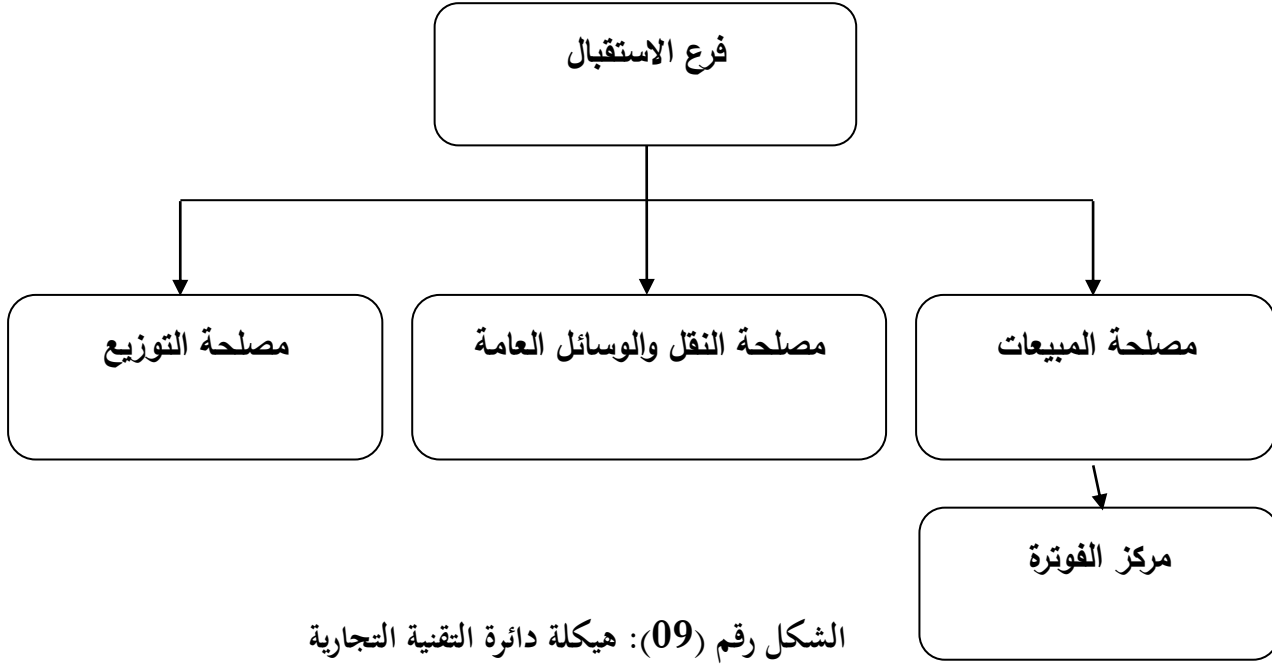 فرع الاستقبال
مصلحة المبيعات
مصلحة النقل والوسائل العامة
مصلحة التوزيع
مركز الفوترة
الشكل رقم (09): هيكلة دائرة التقنية التجارية